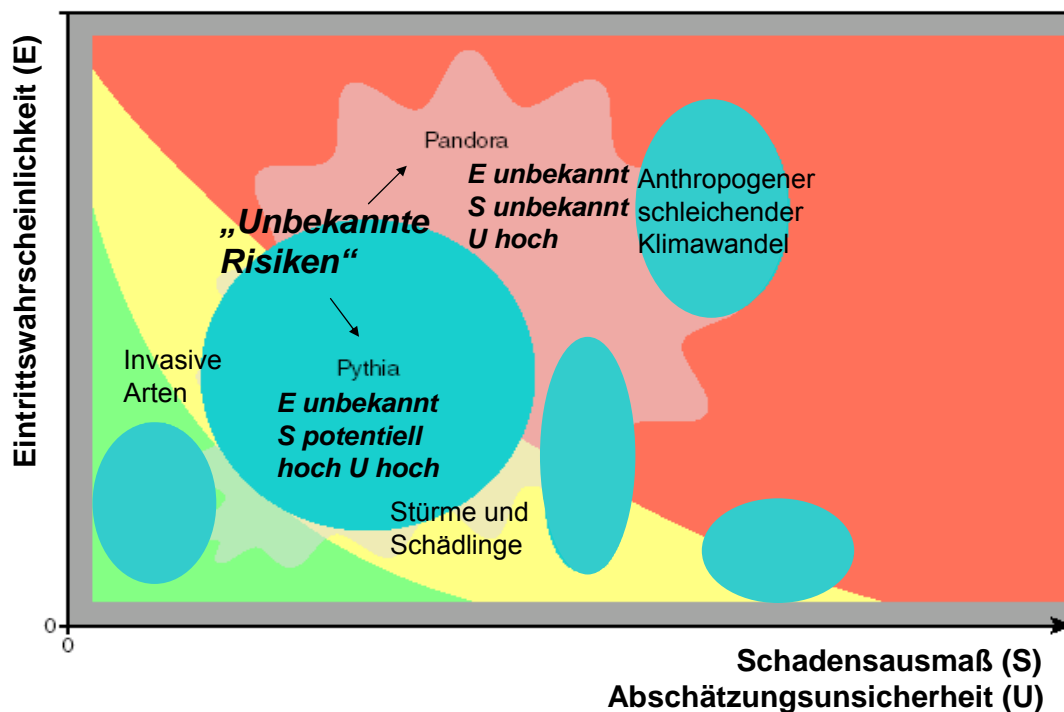 Eintrittswahrscheinlichkeit (E)
Pandora
E unbekannt
S unbekannt
U hoch
Anthropogener
schleichender
Klimawandel
„Unbekannte
Risiken“
Invasive
Arten
Pythia
E unbekannt
S potentiell
hoch U hoch
Stürme und
Schädlinge
0
0
Schadensausmaß (S)
Abschätzungsunsicherheit (U)